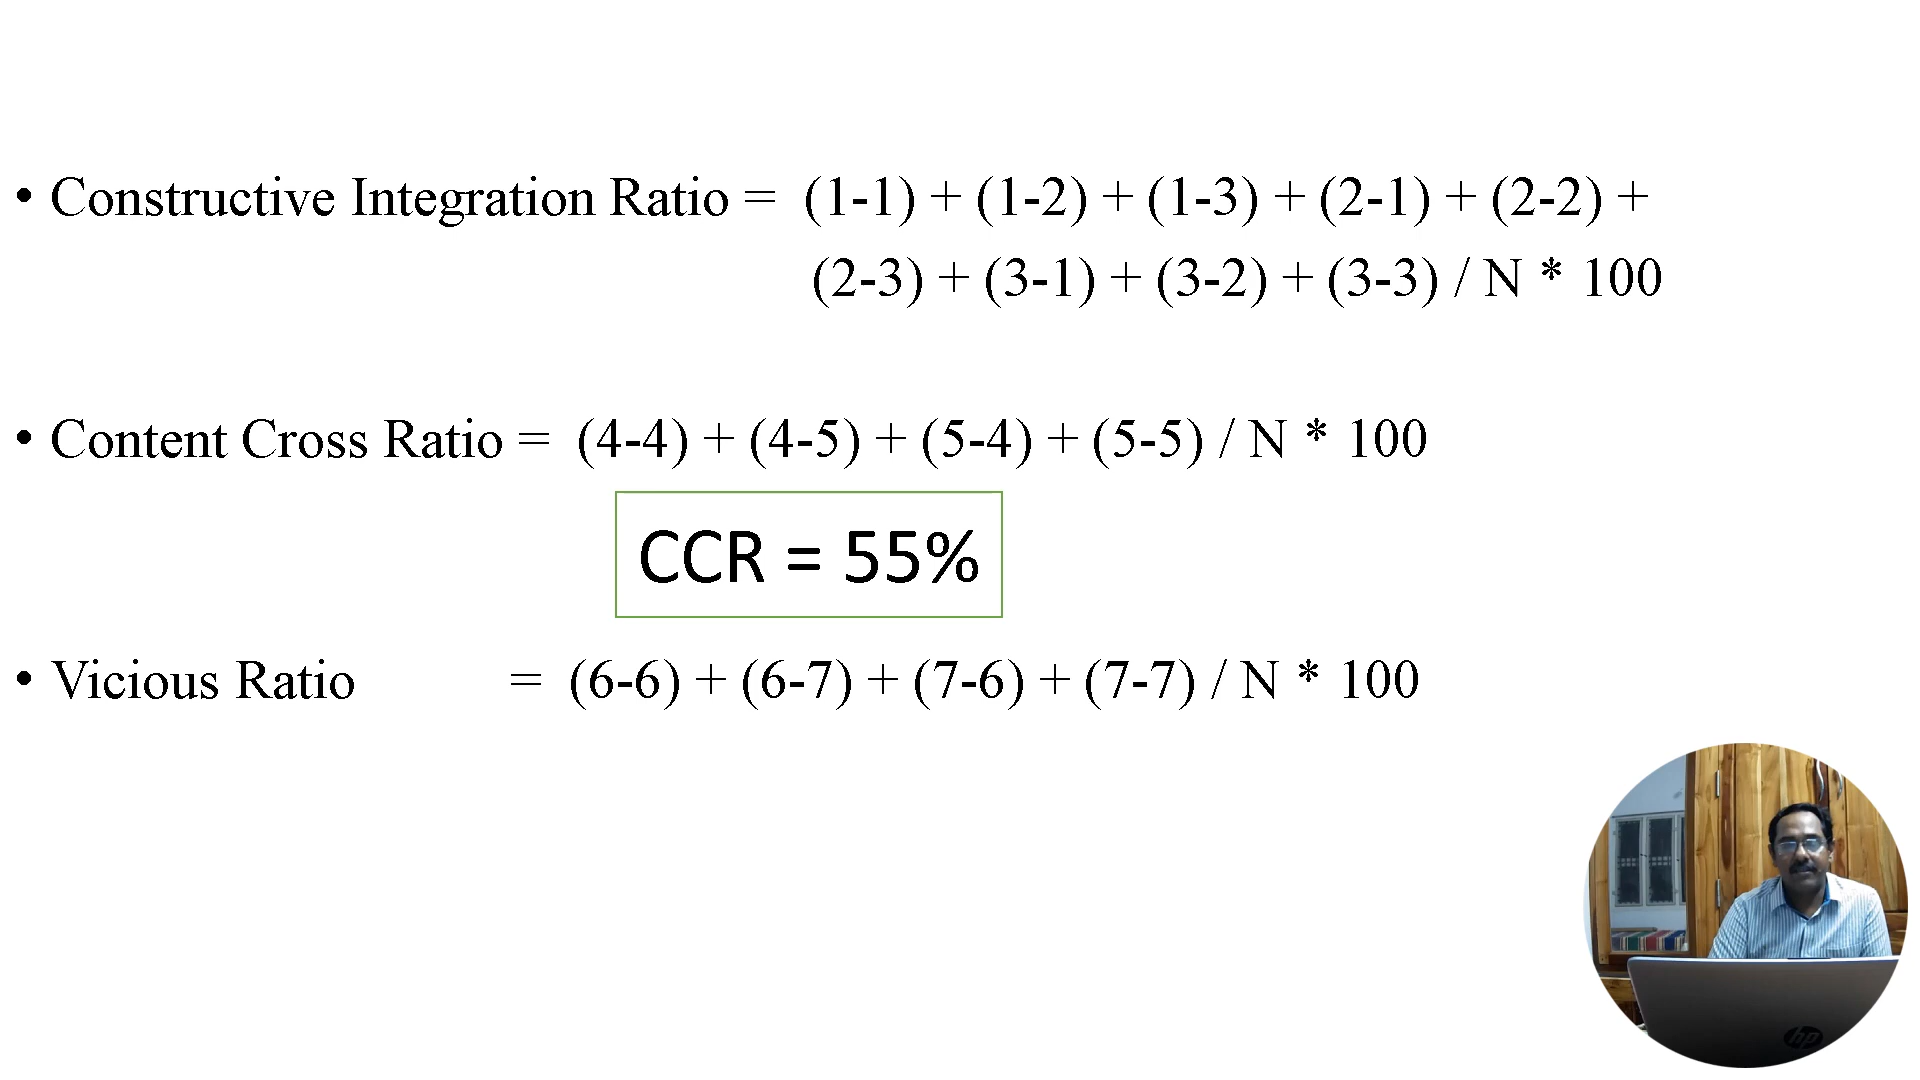 • Constructive Integration Ratio = (1-1) + (1-2) + (1-3) + (2-1) + (2-2) +
(2-3) + (3-1) + (3-2) + (3-3) / N * 100
• Content Cross Ratio = (4-4) + (4-5) + (5-4) + (5-5) / N * 100
CCR = 55%
• Vicious Ratio = (6-6) + (6-7) + (7-6) + (7-7) / N * 100
hp